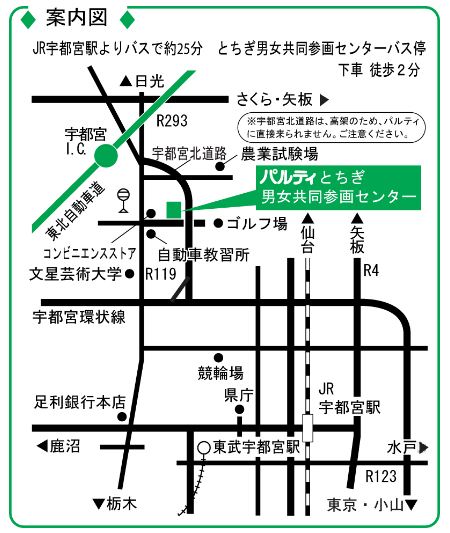 案内図
JR宇都宮駅よりバスで約25分 とちぎ男女共同参画センターバス停
下車 徒歩2分
▲日光
さくら・矢板▶
R293
※宇都宮北道路は、高架のため、パルティ
に直接来られません。ご注意ください。
宇都宮
I.C.
宇都宮北道路
農業試験場
パルティとちぎ
男女共同参画センター
東北自動車道
ゴルフ場
▲仙台
▲矢板
コンビニエンスストア
自動車教習所
文星芸術大学
R119
R4
宇都宮環状線
競輪場
県庁
JR
宇都宮駅
足利銀行本店
◀鹿沼
東武宇都宮駅
水戸▶
R123
▼栃木
東京・小山▼